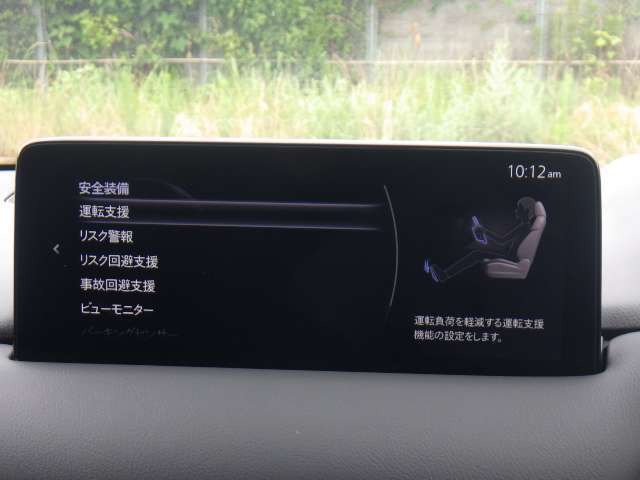 10:12 am
安全装備
運転支援
リスク警報
リスク回避支援
事故回避支援
ビューモニター
運転負荷を軽減する運転支援
機能の設定をします。